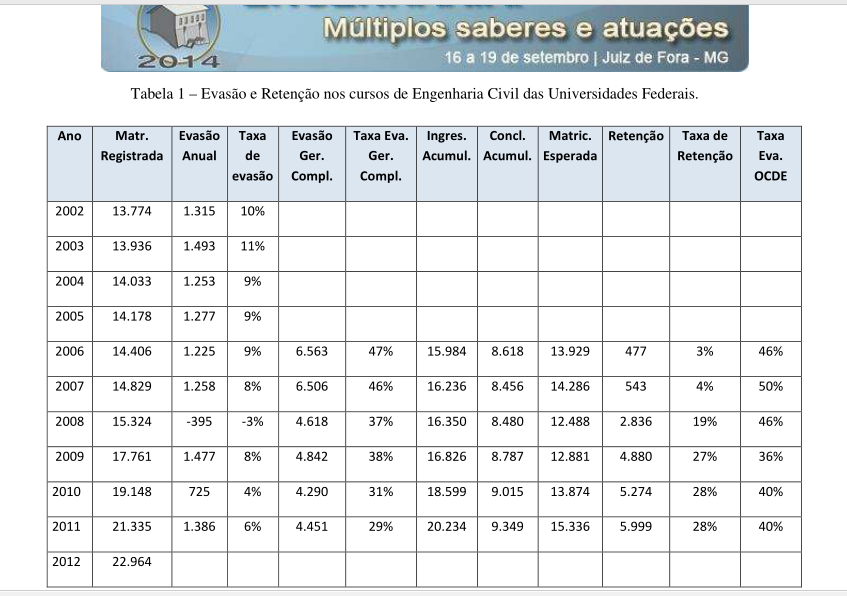 Múltiplos saberes e atuações
2014
16 a 19 de setembro | Juiz de Fora - MG
Tabela 1 – Evasão e Retenção nos cursos de Engenharia Civil das Universidades Federais.
Ano Matr. Registrada Evasão Anual Taxa de evasão Evasão Ger. Compl. Taxa Eva. Ger. Compl. Ingres. Acumul. Concl. Acumul. Matric. Esperada Retenção Taxa de Retenção Taxa Eva. OCDE
2002 13.774 1.315 10%
2003 13.936 1.493 11%
2004 14.033 1.253 9%
2005 14.178 1.277 9%
2006 14.406 1.225 9% 6.563 47% 15.984 8.618 13.929 477 3% 46%
2007 14.829 1.258 8% 6.506 46% 16.236 8.456 14.286 543 4% 50%
2008 15.324 -395 -3% 4.618 37% 16.350 8.480 12.488 2.836 19% 46%
2009 17.761 1.477 8% 4.842 38% 16.826 8.787 12.881 4.880 27% 36%
2010 19.148 725 4% 4.290 31% 18.599 9.015 13.874 5.274 28% 40%
2011 21.335 1.386 6% 4.451 29% 20.234 9.349 15.336 5.999 28% 40%
2012 22.964